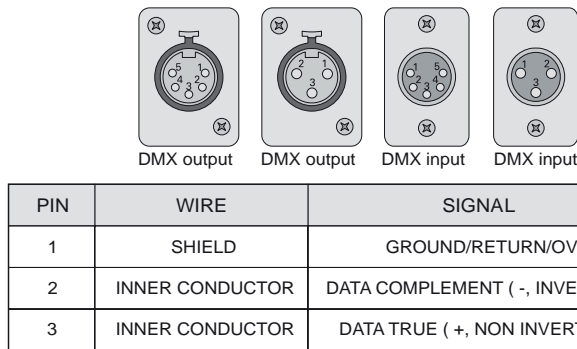 5 1 4 2 3
2 1 3
1 5 2 4 3
1 2 3
DMX output DMX output DMX input DMX input
PIN WIRE SIGNAL
1 SHIELD GROUND/RETURN/OV
2 INNER CONDUCTOR DATA COMPLEMENT ( -, INVE
3 INNER CONDUCTOR DATA TRUE ( +, NON INVER